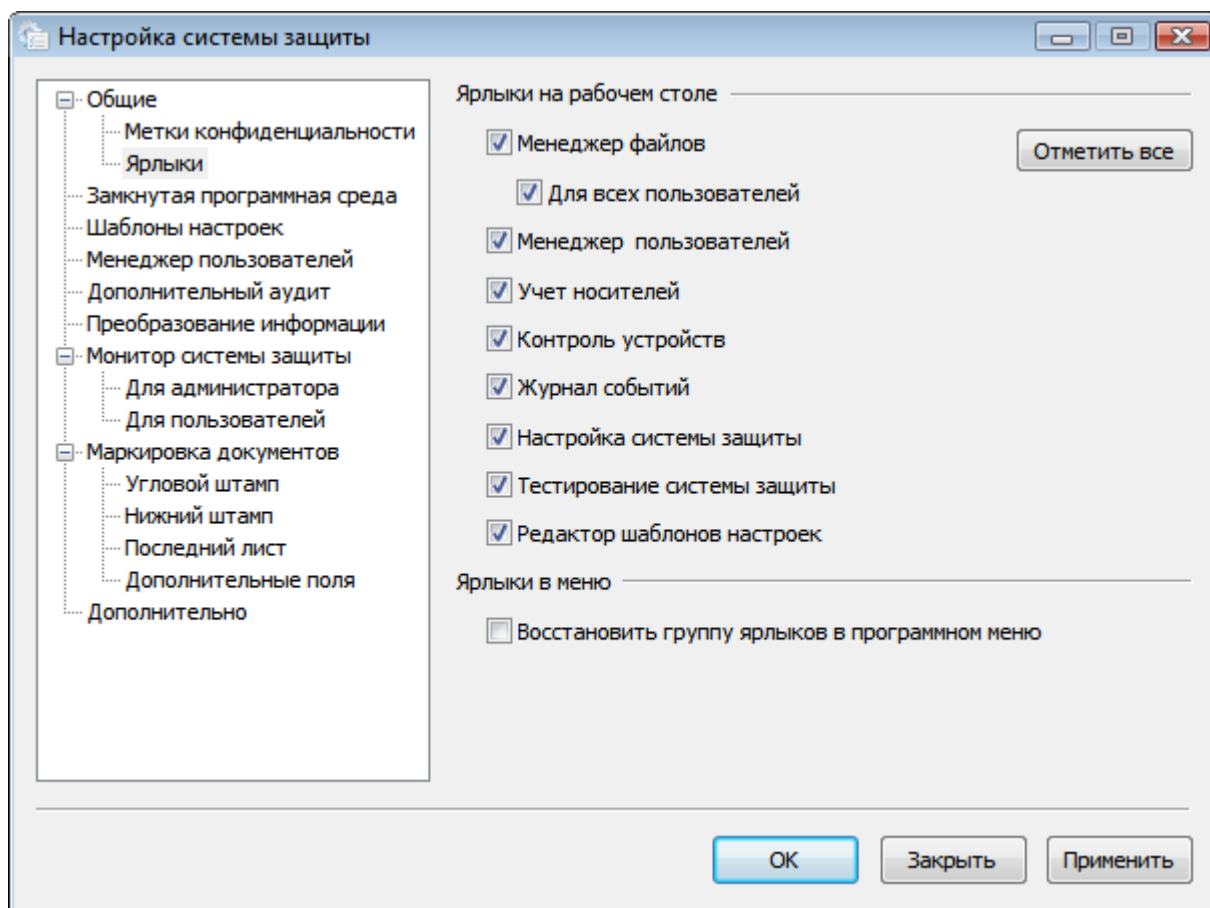 Настройка системы защиты
Общие
Метки конфиденциальности
Ярлыки
Замкнутая программная среда
Шаблоны настроек
Менеджер пользователей
Дополнительный аудит
Преобразование информации
Монитор системы защиты
Для администратора
Для пользователей
Маркировка документов
Угловой штамп
Нижний штамп
Последний лист
Дополнительные поля
Дополнительно
Ярлыки на рабочем столе
Менеджер файлов
Отметить все
Для всех пользователей
Менеджер пользователей
Учет носителей
Контроль устройств
Журнал событий
Настройка системы защиты
Тестирование системы защиты
Редактор шаблонов настроек
Ярлыки в меню
Восстановить группу ярлыков в программном меню
ОК
Закрыть
Применить